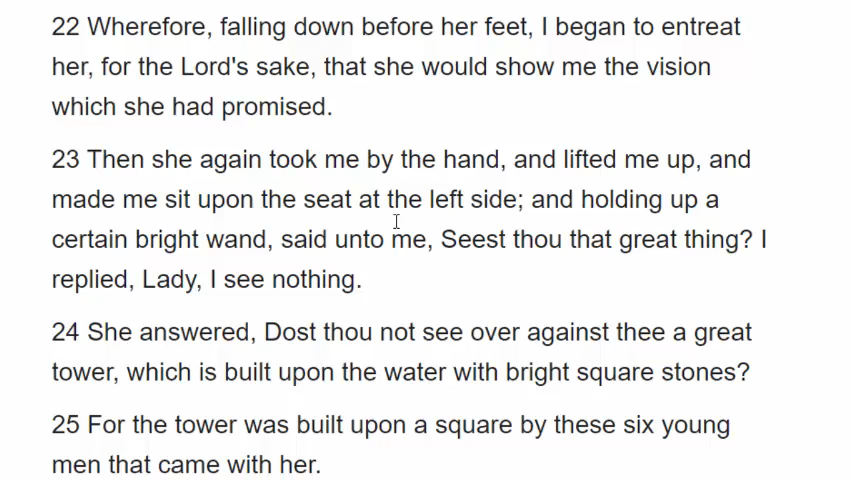 22 Wherefore, falling down before her feet, I began to entreat
her, for the Lord's sake, that she would show me the vision
which she had promised.
23 Then she again took me by the hand, and lifted me up, and
made me sit upon the seat at the left side; and holding up a
certain bright wand, said unto me, Seest thou that great thing? I
replied, Lady, I see nothing.
24 She answered, Dost thou not see over against thee a great
tower, which is built upon the water with bright square stones?
25 For the tower was built upon a square by these six young
men that came with her.